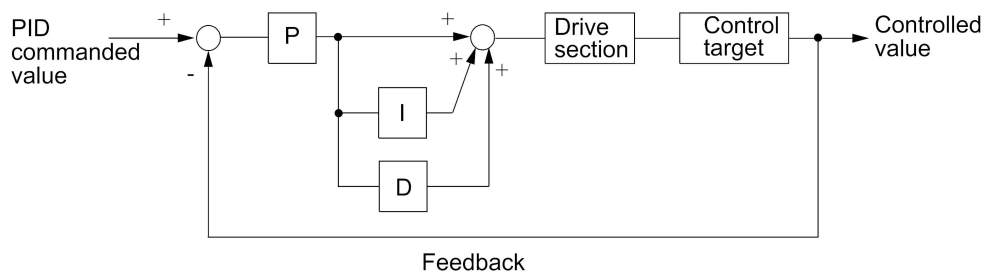 PID
commanded
value
+
-
P
+
+
+
I
D
Drive
section
Control
target
Controlled
value
Feedback